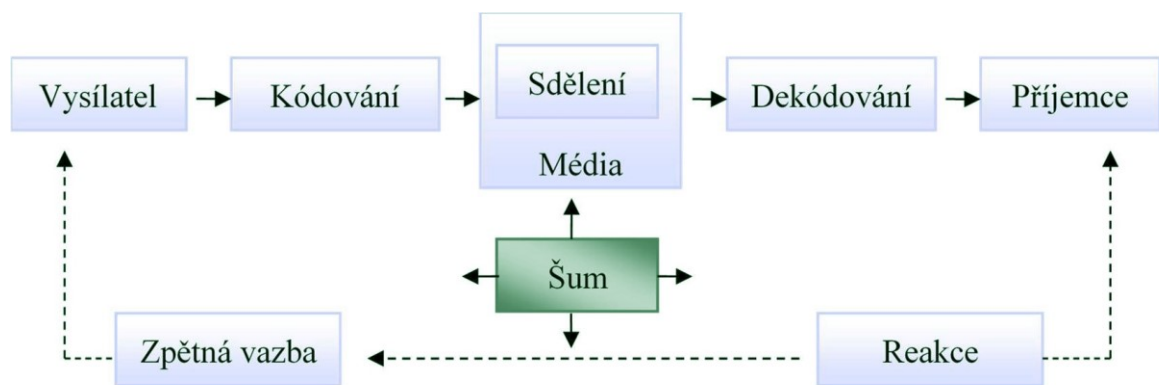 Vysílatel
Kódování
Sdělení
Média
Dekódování
Příjemce
Šum
Zpětná vazba
Reakce